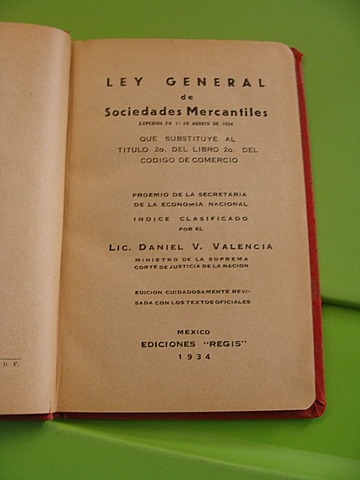 LEY GENERAL
de
Sociedades Mercantiles
EXPEDIDA EN 1º DE AGOSTO DE 1934
QUE SUBSTITUYE AL
TITULO 2o. DEL LIBRO 2o. DEL
CODIGO DE COMERCIO
PROEMIO DE LA SECRETARIA
DE LA ECONOMIA NACIONAL
INDICE CLASIFICADO
POR EL
LIC. DANIEL V. VALENCIA
MINISTRO DE LA SUPREMA
CORTE DE JUSTICIA DE LA NACION
EDICION CUIDADOSAMENTE REVI-
SADA CON LOS TEXTOS OFICIALES
MEXICO
EDICIONES "REGIS"
1934
D. F.